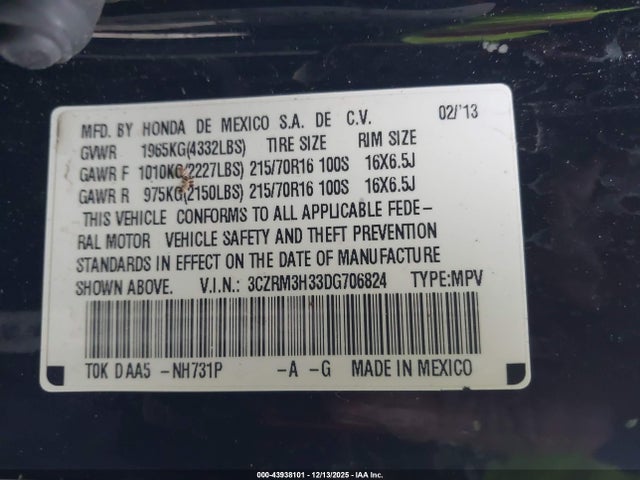 MFD. BY HONDA DE MEXICO S.A. DE C.V. 02/'13
GVWR 1965KG(4332LBS) TIRE SIZE RIM SIZE
GAWR F 1010KG(2227LBS) 215/70R16 100S 16X6.5J
GAWR R 975KG(2150LBS) 215/70R16 100S 16X6.5J
THIS VEHICLE CONFORMS TO ALL APPLICABLE FEDE-
RAL MOTOR VEHICLE SAFETY AND THEFT PREVENTION
STANDARDS IN EFFECT ON THE DATE OF MANUFACTURE
SHOWN ABOVE. V.I.N.: 3CZRM3H33DG706824 TYPE:MPV
T0K DAA5 -NH731P -A -G MADE IN MEXICO
000-43938101 - 12/13/2025 - IAA Inc.